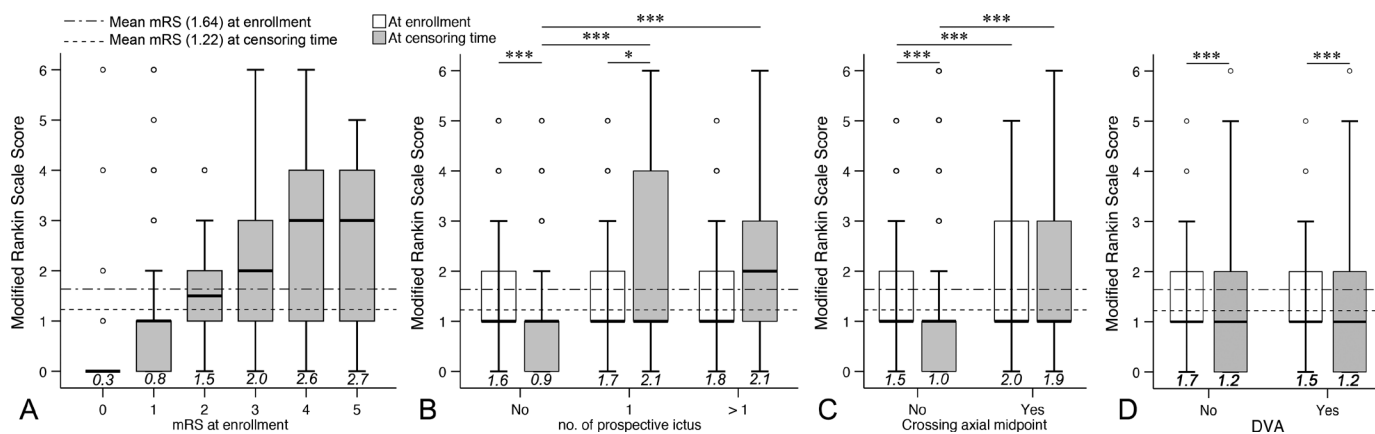 Mean mRS (1.64) at enrollment
Mean mRS (1.22) at censoring time
At enrollment
At censoring time
Modified Rankin Scale Score
6
5
4
3
2
1
0
0.3 0.8 1.5 2.0 2.6 2.7
0 1 2 3 4 5
mRS at enrollment
A
***
***
*** *
Modified Rankin Scale Score
6
5
4
3
2
1
0
1.6 0.9 1.7 2.1 1.8 2.1
No 1 > 1
no. of prospective ictus
B
***
***
***
Modified Rankin Scale Score
6
5
4
3
2
1
0
1.5 1.0 2.0 1.9
No Yes
Crossing axial midpoint
C
*** ***
Modified Rankin Scale Score
6
5
4
3
2
1
0
1.7 1.2 1.5 1.2
No Yes
DVA
D